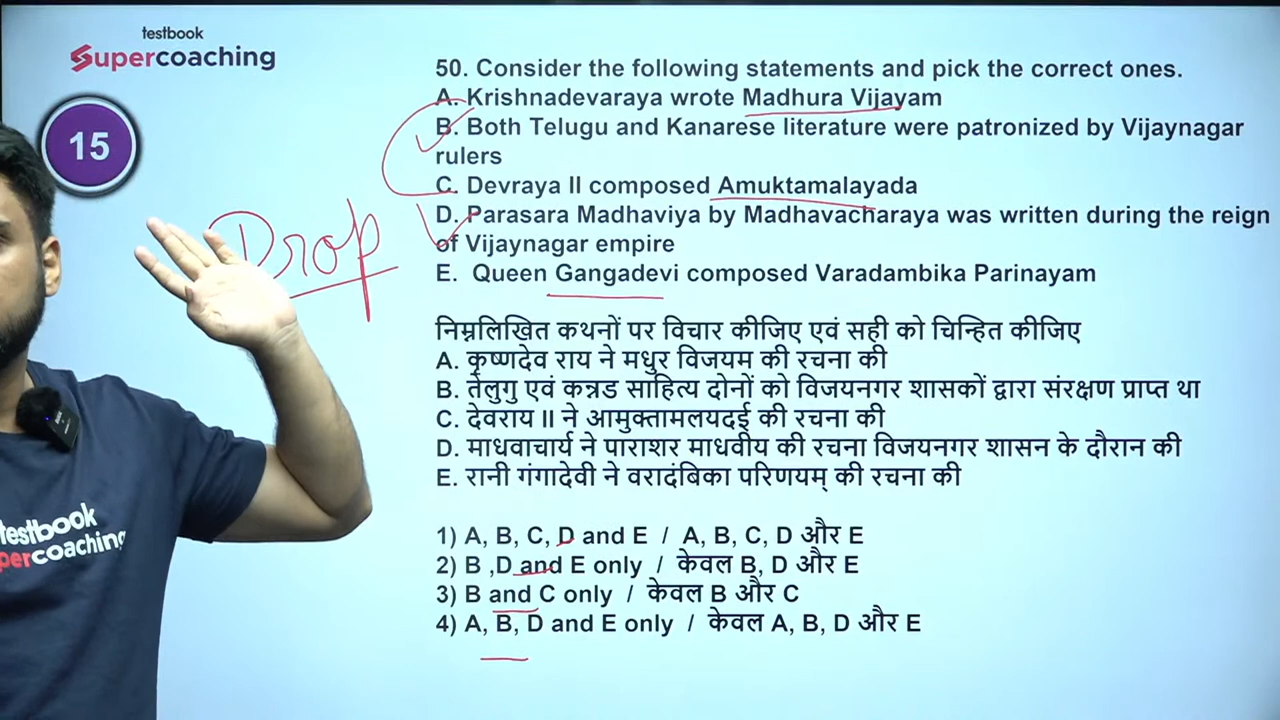 testbook
Supercoaching
15
Drop
50. Consider the following statements and pick the correct ones.
A. Krishnadevaraya wrote Madhura Vijayam
B. Both Telugu and Kanarese literature were patronized by Vijaynagar
rulers
C. Devraya II composed Amuktamalayada
D. Parasara Madhaviya by Madhavacharaya was written during the reign
of Vijaynagar empire
E. Queen Gangadevi composed Varadambika Parinayam
निम्नलिखित कथनों पर विचार कीजिए एवं सही को चिन्हित कीजिए
A. कृष्णदेव राय ने मधुर विजयम की रचना की
B. तेलुगु एवं कन्नड साहित्य दोनों को विजयनगर शासकों द्वारा संरक्षण प्राप्त था
C. देवराय II ने आमुक्तामलयदई की रचना की
D. माधवाचार्य ने पाराशर माधवीय की रचना विजयनगर शासन के दौरान की
E. रानी गंगादेवी ने वरादंबिका परिणयम् की रचना की
1) A, B, C, D and E / A, B, C, D और E
2) B ,D and E only / केवल B, D और E
3) B and C only / केवल B और C
4) A, B, D and E only / केवल A, B, D और E
testbook
percoaching